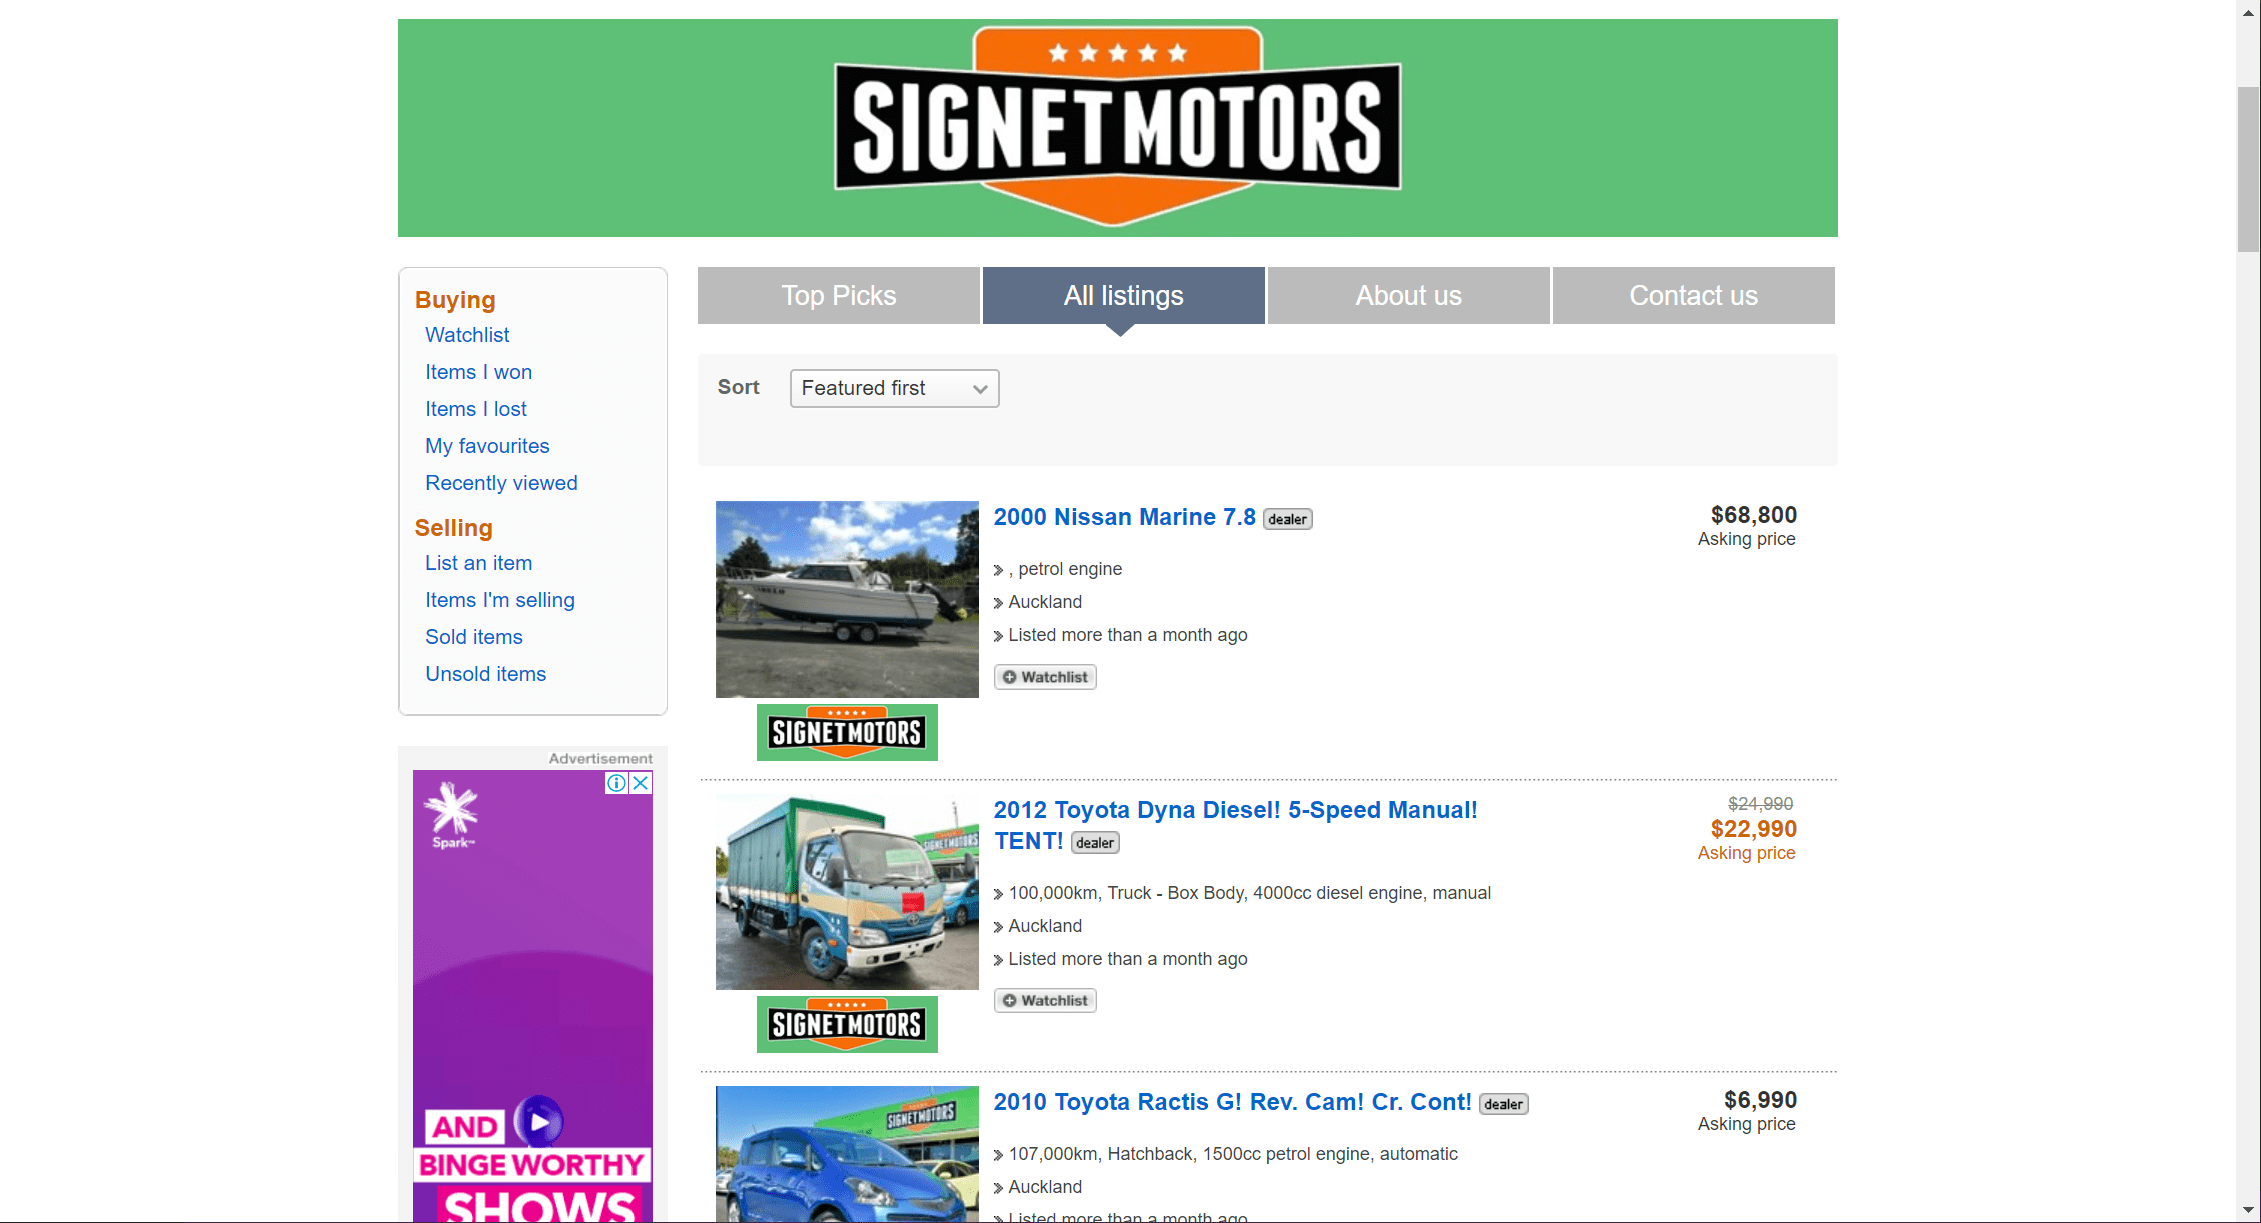 SIGNET MOTORS
Buying
Watchlist
Items I won
Items I lost
My favourites
Recently viewed
Selling
List an item
Items I'm selling
Sold items
Unsold items
Advertisement
Spark™
AND
BINGE WORTHY
SHOWS
Top Picks
All listings
About us
Contact us
Sort
Featured first
2000 Nissan Marine 7.8 dealer
$68,800
Asking price
, petrol engine
Auckland
Listed more than a month ago
Watchlist
SIGNET MOTORS
2012 Toyota Dyna Diesel! 5-Speed Manual!
TENT! dealer
$24,990
$22,990
Asking price
SIGNET MOTORS
100,000km, Truck - Box Body, 4000cc diesel engine, manual
Auckland
Listed more than a month ago
Watchlist
SIGNET MOTORS
2010 Toyota Ractis G! Rev. Cam! Cr. Cont! dealer
$6,990
Asking price
SIGNET MOTORS
107,000km, Hatchback, 1500cc petrol engine, automatic
Auckland
Listed more than a month ago